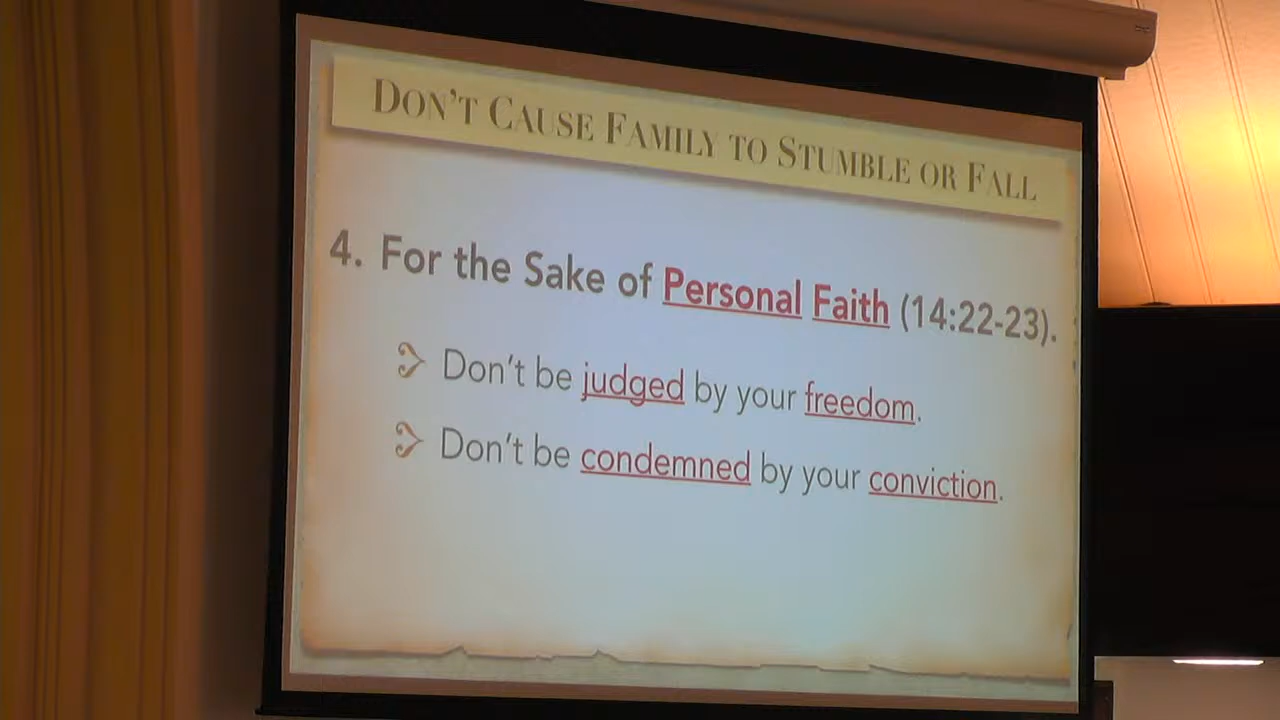 DON'T CAUSE FAMILY TO STUMBLE OR FALL
4. For the Sake of Personal Faith (14:22-23).
Don't be judged by your freedom.
Don't be condemned by your conviction.